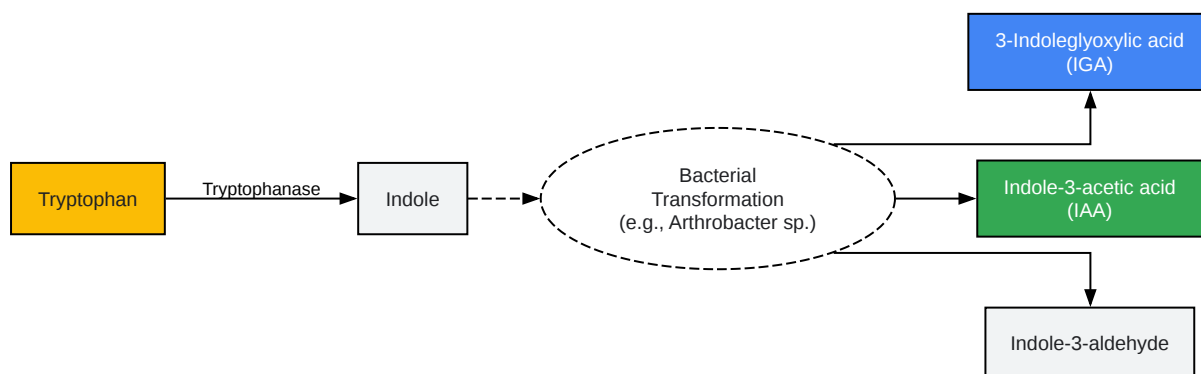 3-Indoleglyoxylic acid
(IGA)
Tryptophan
Tryptophanase
Indole
Bacterial
Transformation
(e.g., Arthrobacter sp.)
Indole-3-acetic acid
(IAA)
Indole-3-aldehyde